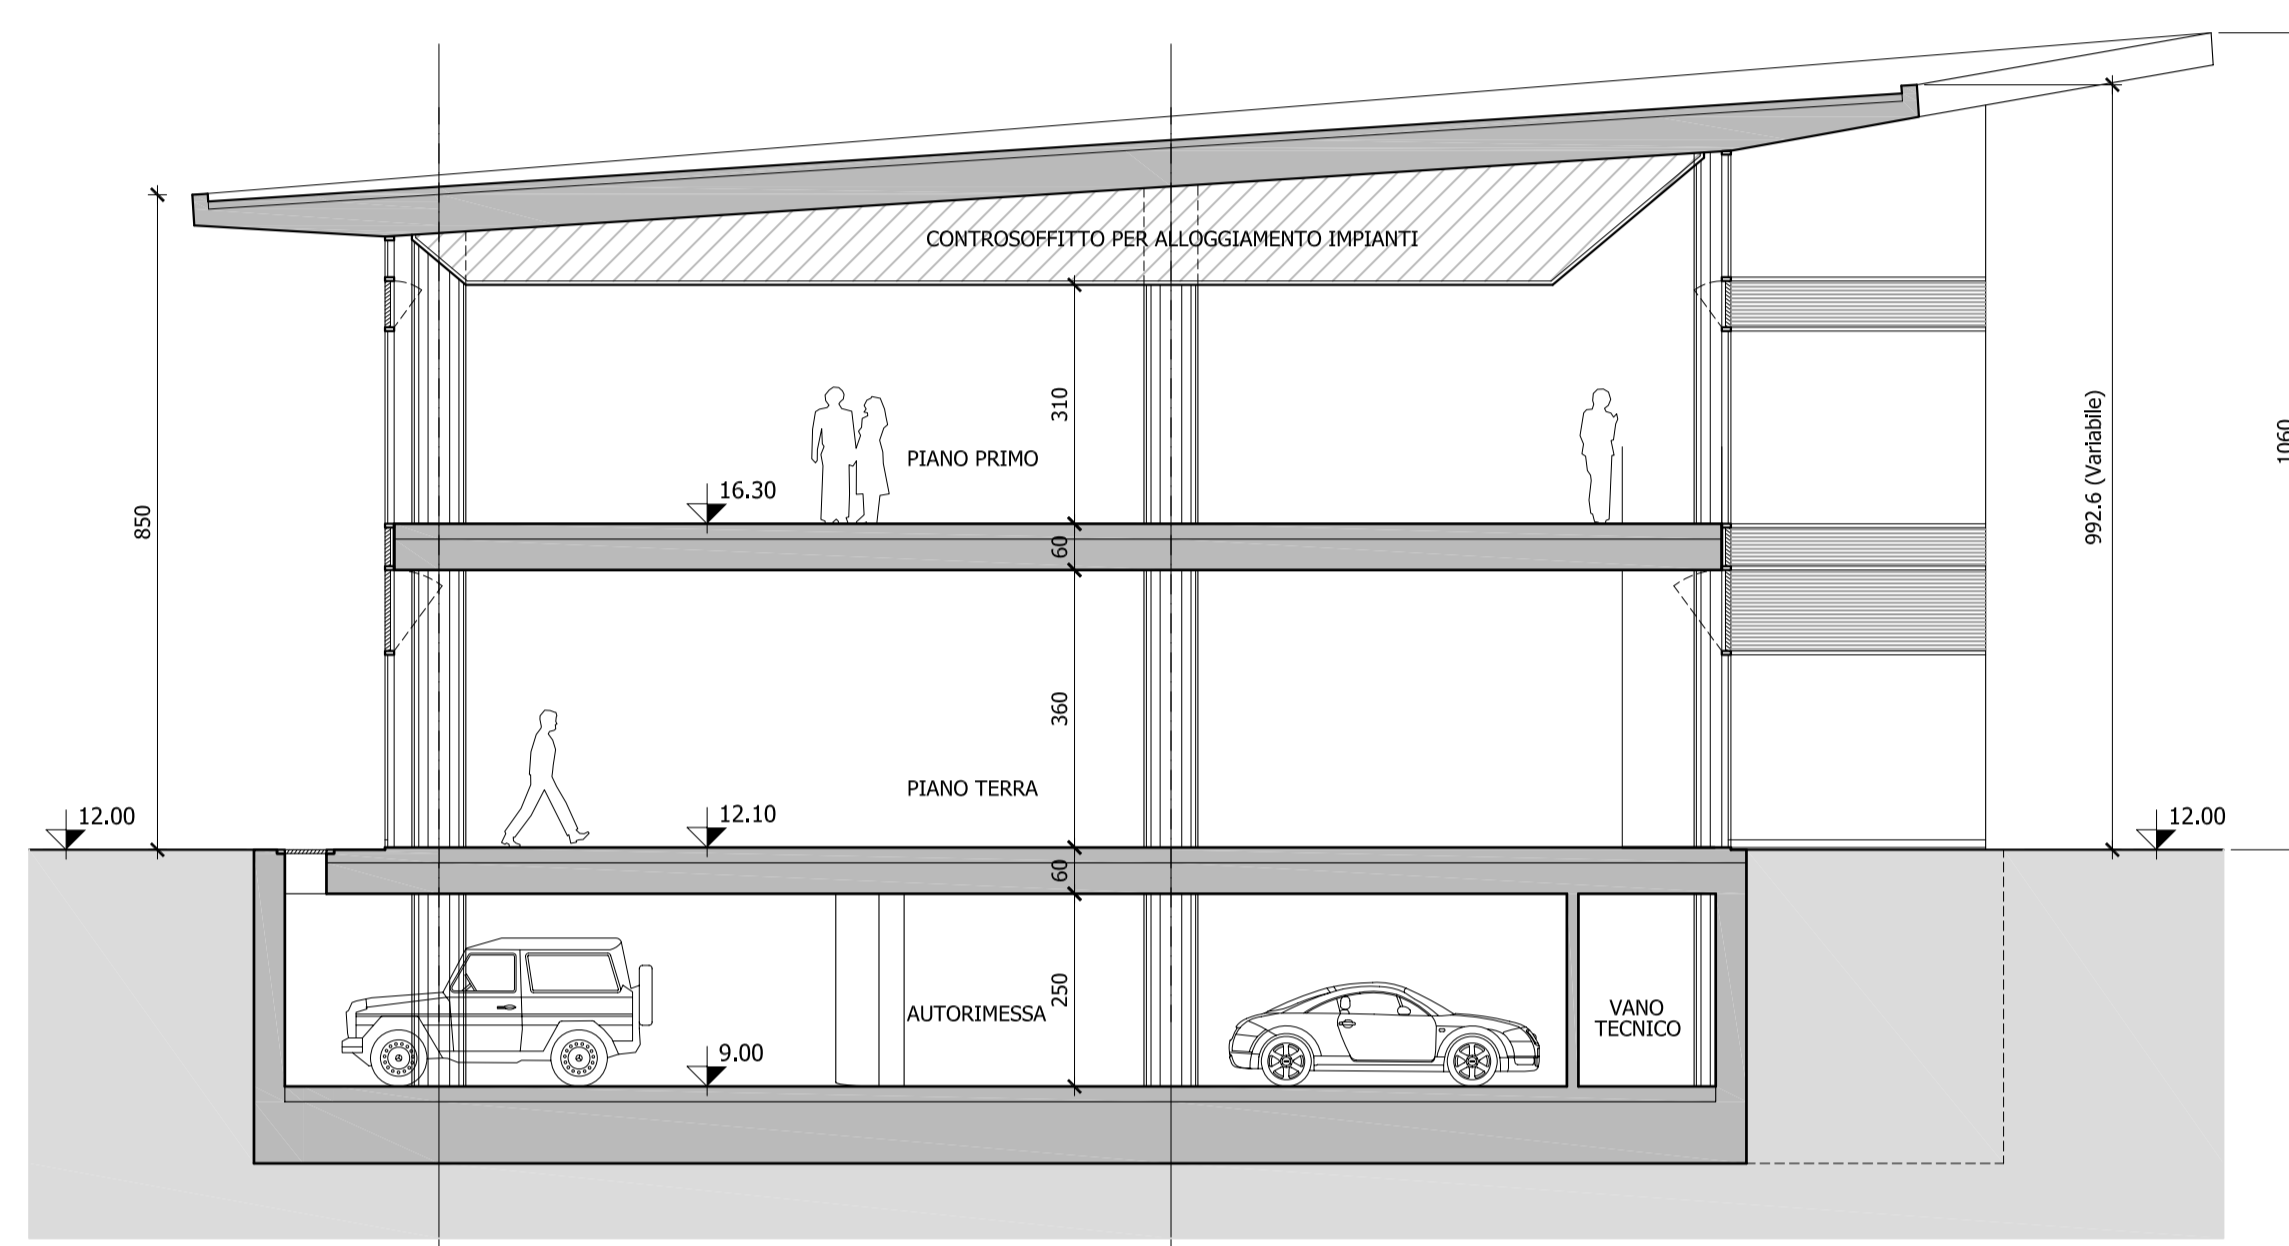 CONTROSOFFITTO PER ALLOGGIAMENTO IMPIANTI
310
992.6 (Variabile)
1060
PIANO PRIMO
16.30
850
60
360
PIANO TERRA
12.00
12.10
12.00
60
250
AUTORIMESSA
VANO
TECNICO
9.00